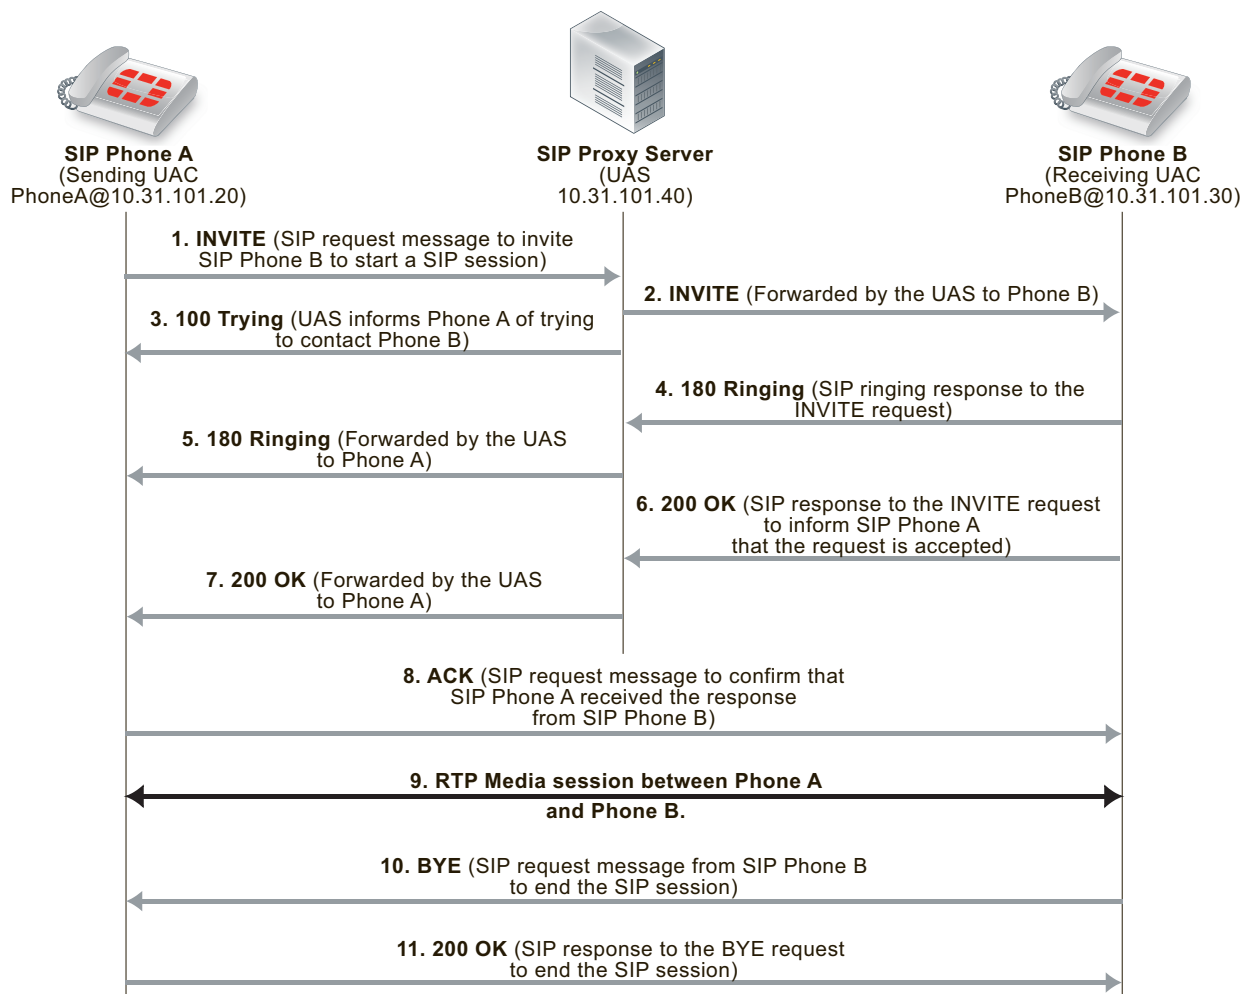 SIP Phone A
(Sending UAC
PhoneA@10.31.101.20)
SIP Proxy Server
(UAS
10.31.101.40)
SIP Phone B
(Receiving UAC
PhoneB@10.31.101.30)
1. INVITE (SIP request message to invite
SIP Phone B to start a SIP session)
2. INVITE (Forwarded by the UAS to Phone B)
3. 100 Trying (UAS informs Phone A of trying
to contact Phone B)
4. 180 Ringing (SIP ringing response to the
INVITE request)
5. 180 Ringing (Forwarded by the UAS
to Phone A)
6. 200 OK (SIP response to the INVITE request
to inform SIP Phone A
that the request is accepted)
7. 200 OK (Forwarded by the UAS
to Phone A)
8. ACK (SIP request message to confirm that
SIP Phone A received the response
from SIP Phone B)
9. RTP Media session between Phone A
and Phone B.
10. BYE (SIP request message from SIP Phone B
to end the SIP session)
11. 200 OK (SIP response to the BYE request
to end the SIP session)